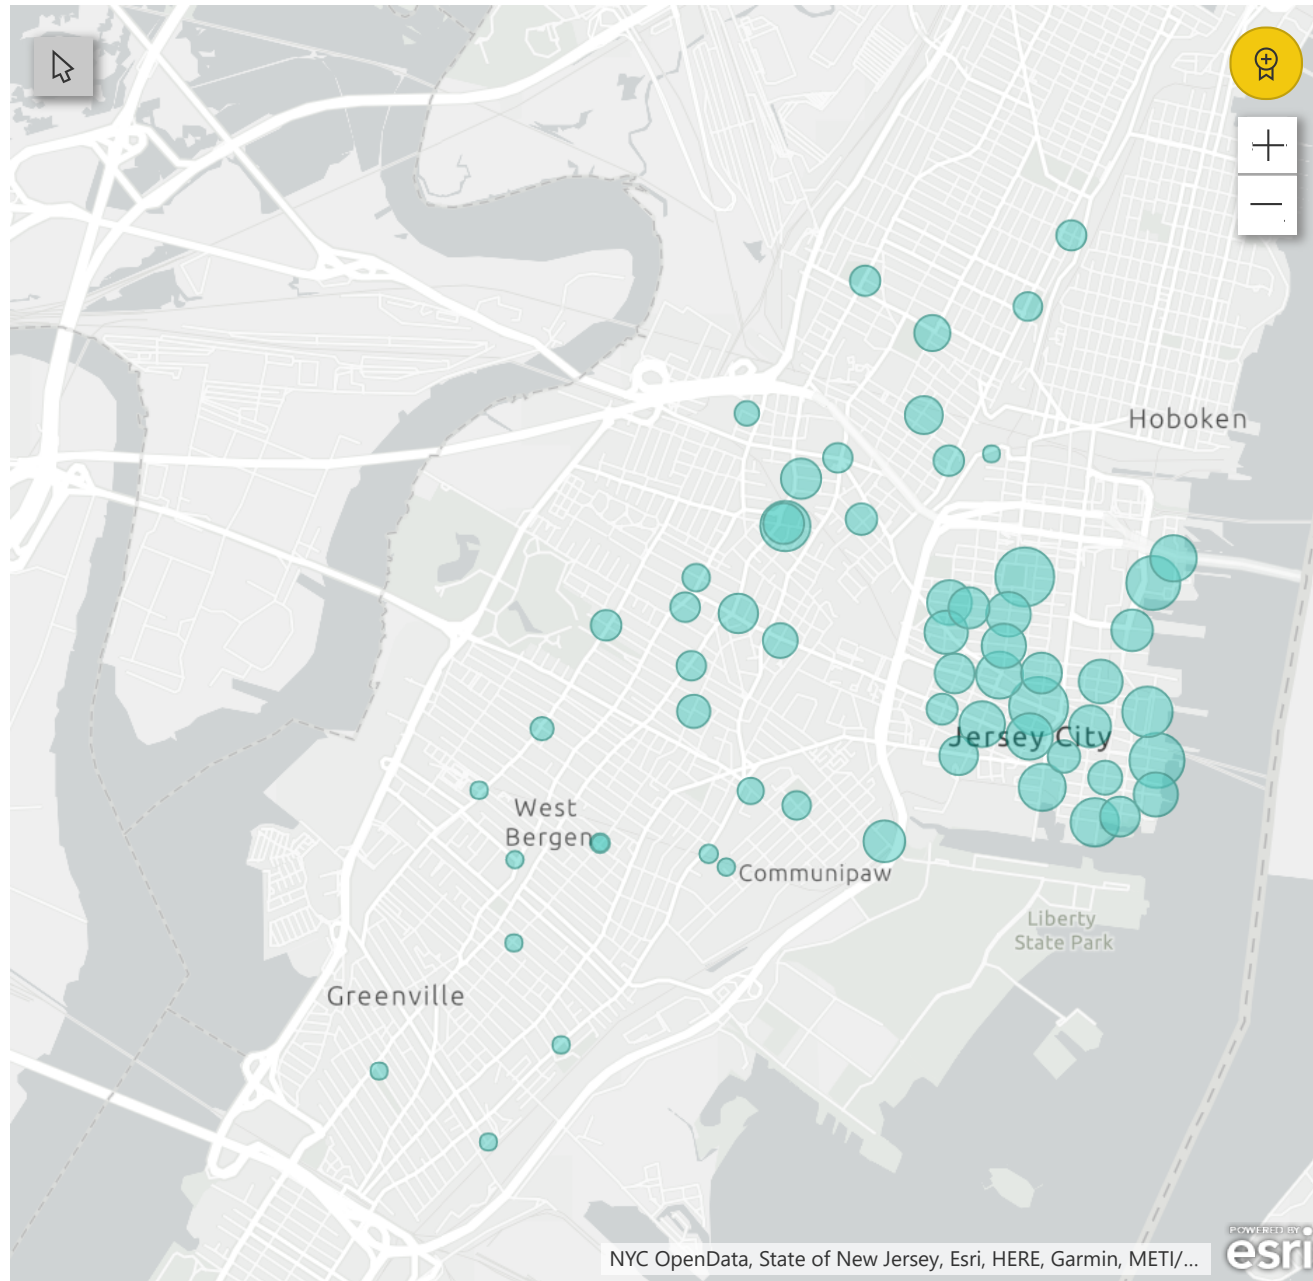 Hoboken
Jersey City
West
Bergen
Communipaw
Liberty
State Park
Greenville
POWERED BY
esri
NYC OpenData, State of New Jersey, Esri, HERE, Garmin, METI/...